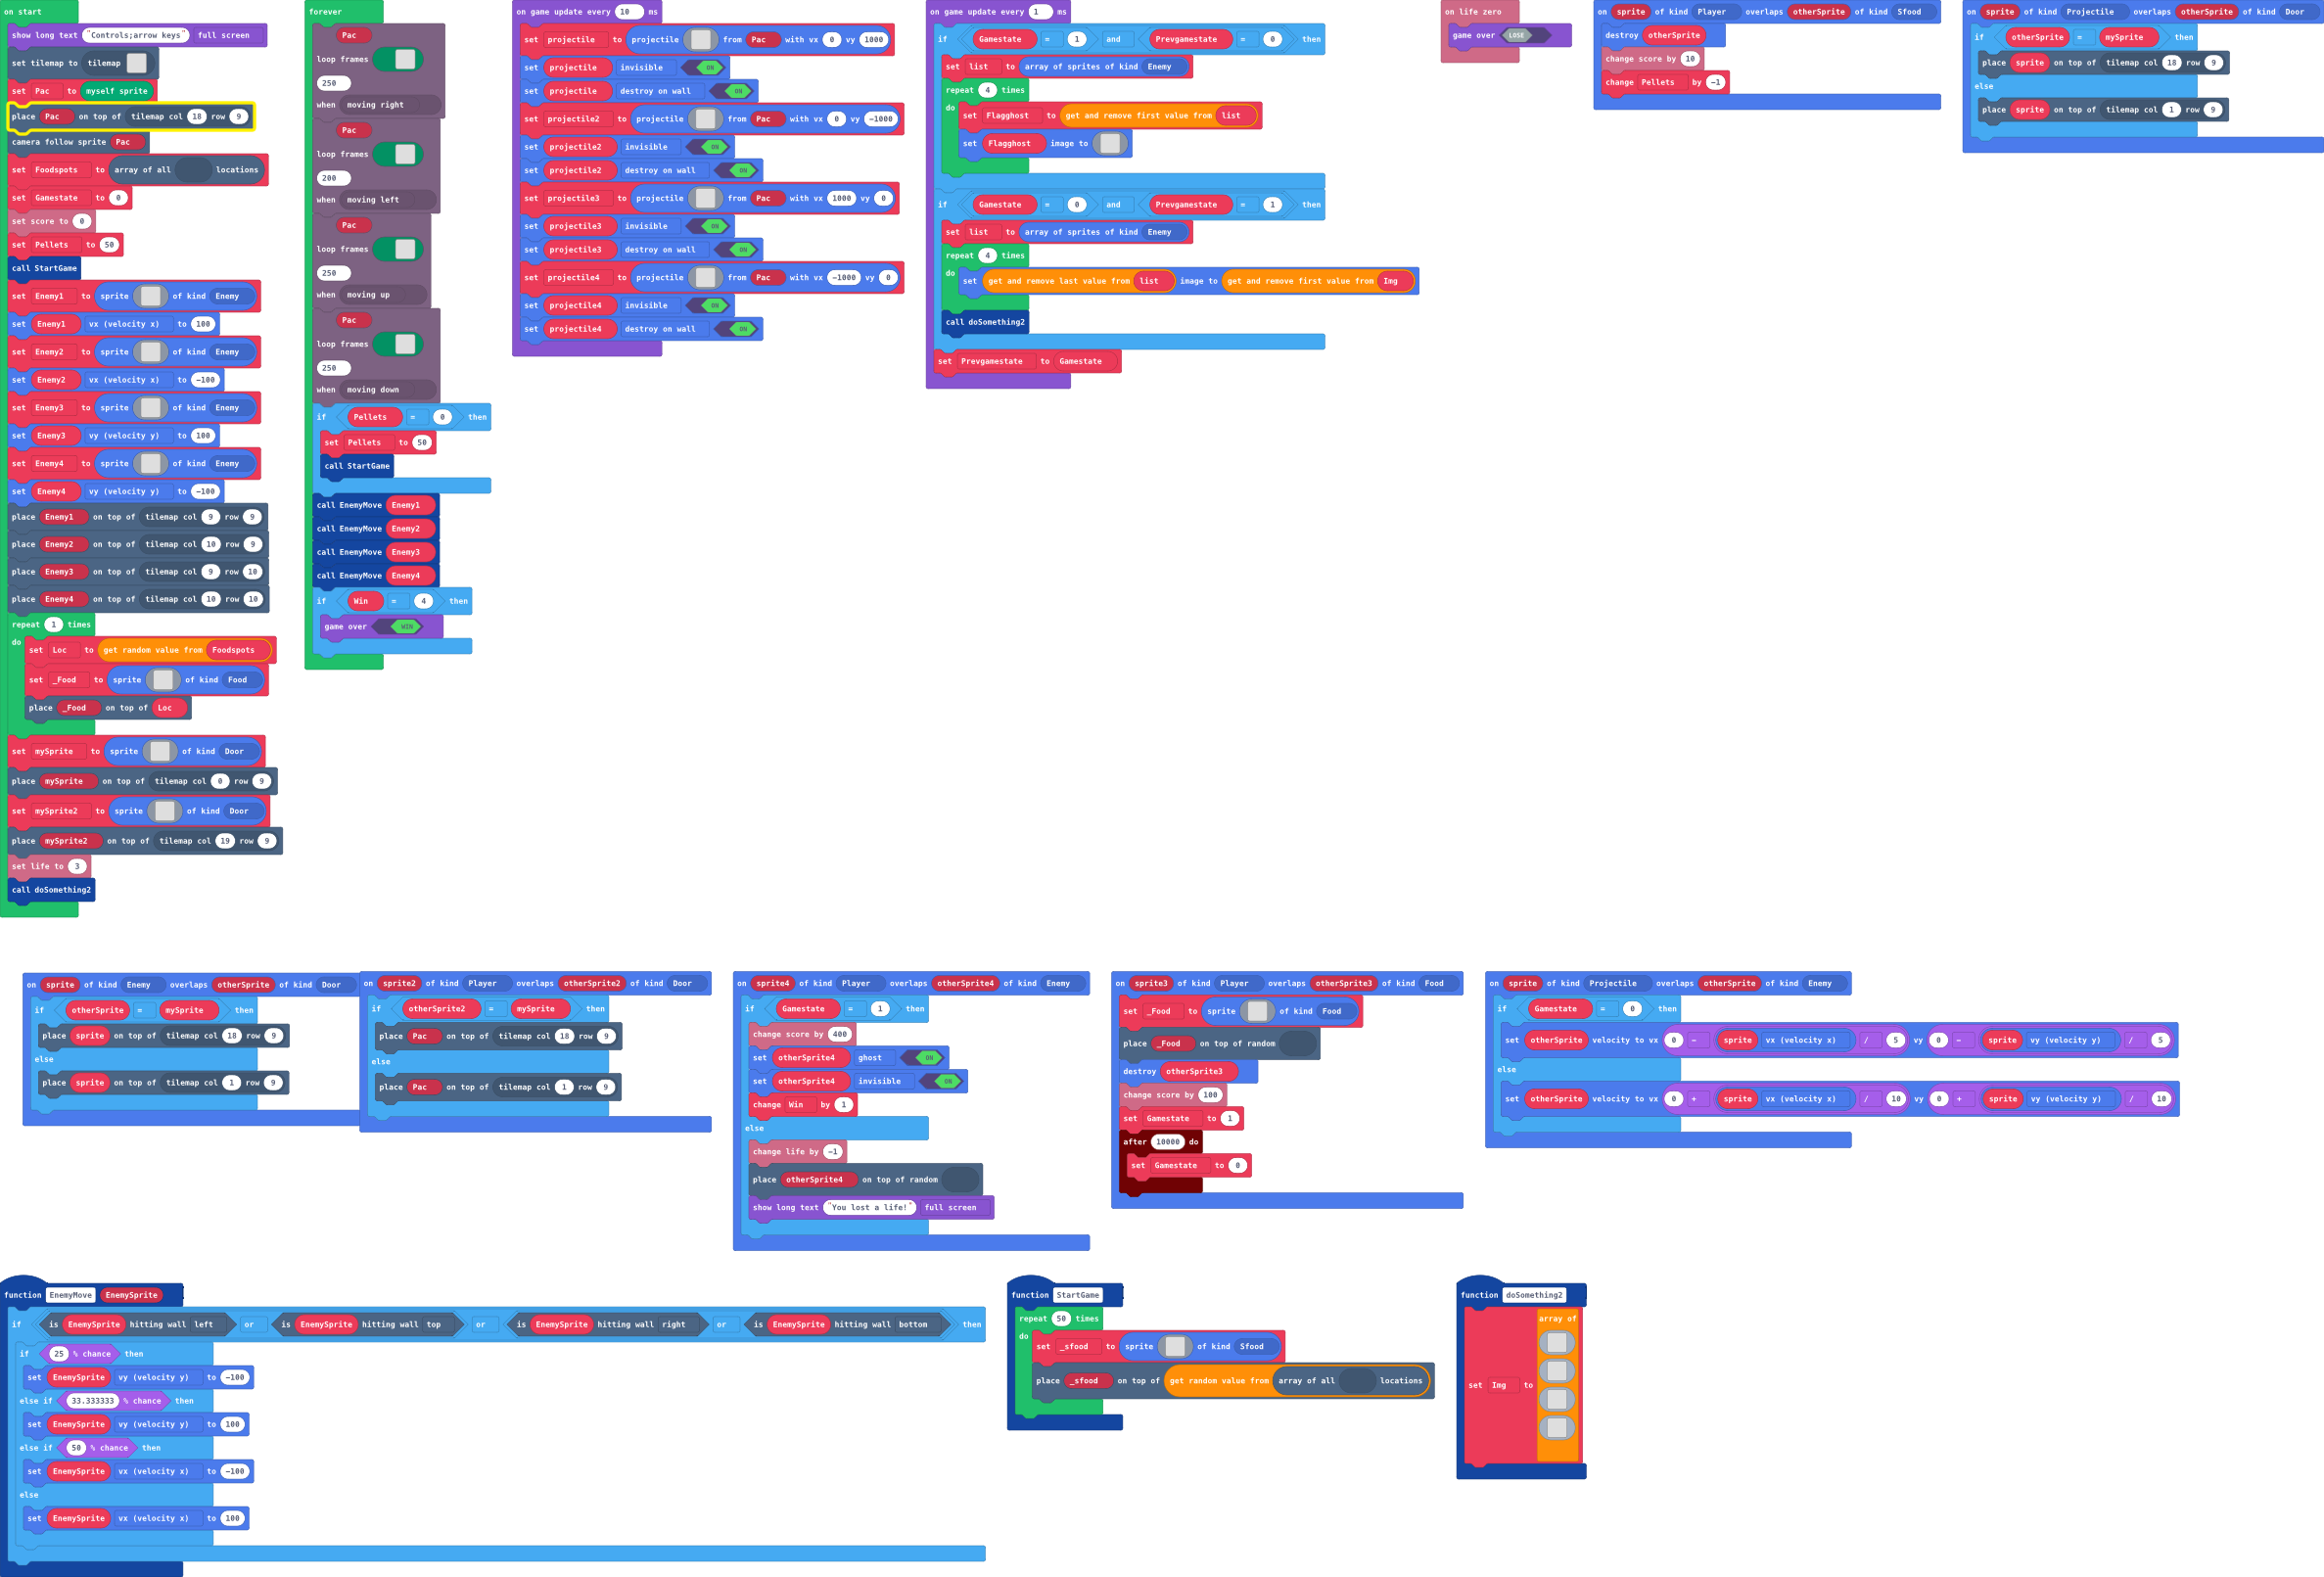 on start
show long text "Controls;arrow keys" full screen
set tilemap to tilemap
set Pac to myself sprite
place Pac on top of tilemap col 18 row 9
camera follow sprite Pac
set Foodspots to array of all locations
set Gamestate to 0
set score to 0
set Pellets to 50
call StartGame
set Enemy1 to sprite of kind Enemy
set Enemy1 vx (velocity x) to 100
set Enemy2 to sprite of kind Enemy
set Enemy2 vx (velocity x) to -100
set Enemy3 to sprite of kind Enemy
set Enemy3 vy (velocity y) to 100
set Enemy4 to sprite of kind Enemy
set Enemy4 vy (velocity y) to -100
place Enemy1 on top of tilemap col 9 row 9
place Enemy2 on top of tilemap col 10 row 9
place Enemy3 on top of tilemap col 9 row 10
place Enemy4 on top of tilemap col 10 row 10
repeat 1 times
do set Loc to get random value from Foodspots
set _Food to sprite of kind Food
place _Food on top of Loc
set mySprite to sprite of kind Door
place mySprite on top of tilemap col 0 row 9
set mySprite2 to sprite of kind Door
place mySprite2 on top of tilemap col 19 row 9
set life to 3
call doSomething2
forever
Pac
loop frames
250
when moving right
Pac
loop frames
200
when moving left
Pac
loop frames
250
when moving up
Pac
loop frames
250
when moving down
if Pellets = 0 then
set Pellets to 50
call StartGame
call EnemyMove Enemy1
call EnemyMove Enemy2
call EnemyMove Enemy3
call EnemyMove Enemy4
if Win = 4 then
game over WIN
on game update every 10 ms
set projectile to projectile from Pac with vx 0 vy 1000
set projectile invisible ON
set projectile destroy on wall ON
set projectile2 to projectile from Pac with vx 0 vy -1000
set projectile2 invisible ON
set projectile2 destroy on wall ON
set projectile3 to projectile from Pac with vx 1000 vy 0
set projectile3 invisible ON
set projectile3 destroy on wall ON
set projectile4 to projectile from Pac with vx -1000 vy 0
set projectile4 invisible ON
set projectile4 destroy on wall ON
on game update every 1 ms
if Gamestate = 1 and Prevgamestate = 0 then
set list to array of sprites of kind Enemy
repeat 4 times
do set Flagghost to get and remove first value from list
set Flagghost image to
if Gamestate = 0 and Prevgamestate = 1 then
set list to array of sprites of kind Enemy
repeat 4 times
do set get and remove last value from list image to get and remove first value from Img
call doSomething2
set Prevgamestate to Gamestate
on life zero
game over LOSE
on sprite of kind Player overlaps otherSprite of kind Sfood
destroy otherSprite
change score by 10
change Pellets by -1
on sprite of kind Projectile overlaps otherSprite of kind Door
if otherSprite = mySprite then
place sprite on top of tilemap col 18 row 9
else
place sprite on top of tilemap col 1 row 9
on sprite of kind Enemy overlaps otherSprite of kind Door
if otherSprite = mySprite then
place sprite on top of tilemap col 18 row 9
else
place sprite on top of tilemap col 1 row 9
on sprite2 of kind Player overlaps otherSprite2 of kind Door
if otherSprite2 = mySprite then
place Pac on top of tilemap col 18 row 9
else
place Pac on top of tilemap col 1 row 9
on sprite4 of kind Player overlaps otherSprite4 of kind Enemy
if Gamestate = 1 then
change score by 400
set otherSprite4 ghost ON
set otherSprite4 invisible ON
change Win by 1
else
change life by -1
place otherSprite4 on top of random
show long text "You lost a life!" full screen
on sprite3 of kind Player overlaps otherSprite3 of kind Food
set _Food to sprite of kind Food
place _Food on top of random
destroy otherSprite3
change score by 100
set Gamestate to 1
after 10000 do
set Gamestate to 0
on sprite of kind Projectile overlaps otherSprite of kind Enemy
if Gamestate = 0 then
set otherSprite velocity to vx 0 - sprite vx (velocity x) / 5 vy 0 - sprite vy (velocity y) / 5
else
set otherSprite velocity to vx 0 + sprite vx (velocity x) / 10 vy 0 + sprite vy (velocity y) / 10
function EnemyMove EnemySprite
if is EnemySprite hitting wall left or is EnemySprite hitting wall top or is EnemySprite hitting wall right or is EnemySprite hitting wall bottom then
if 25 % chance then
set EnemySprite vy (velocity y) to -100
else if 33.333333 % chance then
set EnemySprite vy (velocity y) to 100
else if 50 % chance then
set EnemySprite vx (velocity x) to -100
else
set EnemySprite vx (velocity x) to 100
function StartGame
repeat 50 times
do set _sfood to sprite of kind Sfood
place _sfood on top of get random value from array of all locations
function doSomething2
array of
set Img to